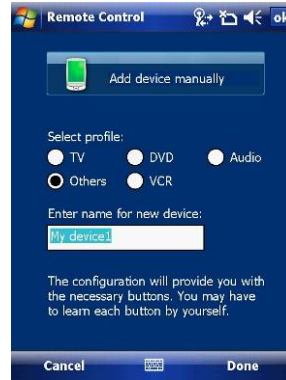 Remote Control ok
Add device manually
Select profile:
TV DVD Audio
Others VCR
Enter name for new device:
My device1
The configuration will provide you with
the necessary buttons. You may have
to learn each button by yourself.
Cancel Done